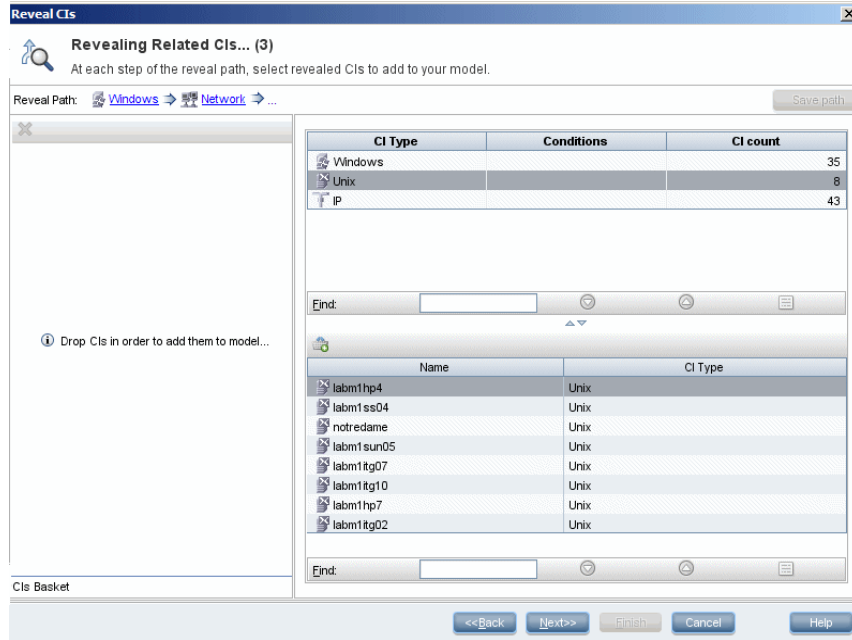 Reveal CIs
Revealing Related CIs... (3)
At each step of the reveal path, select revealed CIs to add to your model.
Reveal Path: Windows Network ...
Save path
CI Type Conditions CI count
Windows 35
Unix 8
IP 43
Find:
Drop CIs in order to add them to model...
Name CI Type
labm1hp4 Unix
labm1ss04 Unix
notredame Unix
labm1sun05 Unix
labm1itg07 Unix
labm1itg10 Unix
labm1hp7 Unix
labm1itg02 Unix
Find:
CIs Basket
<<Back Next>> Finish Cancel Help